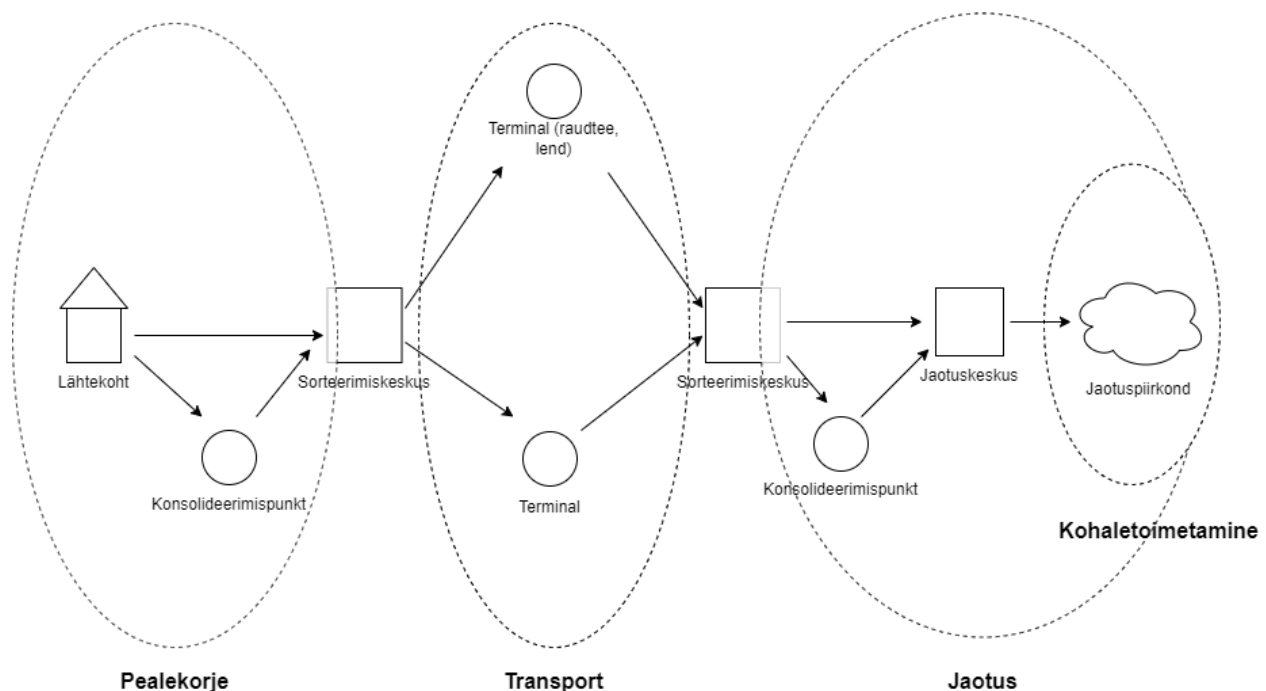 Terminal (raudtee,
lend)
Lähtekoht
Sorteerimiskeskus
Sorteerimiskeskus
Jaotuskeskus
Jaotuspiirkond
Konsolideerimispunkt
Terminal
Konsolideerimispunkt
Kohaletoimetamine
Pealekorje
Transport
Jaotus